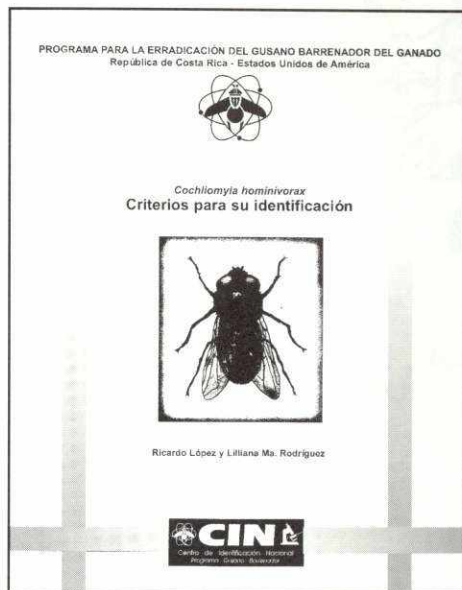 PROGRAMA PARA LA ERRADICACIÓN DEL GUSANO BARRENADOR DEL GANADO
República de Costa Rica - Estados Unidos de América
Cochliomyia hominivorax
Criterios para su identificación
Ricardo López y Lilliana Ma. Rodríguez
CIN
Centro de Identificación Nacional
Programa Gusano Barrenador